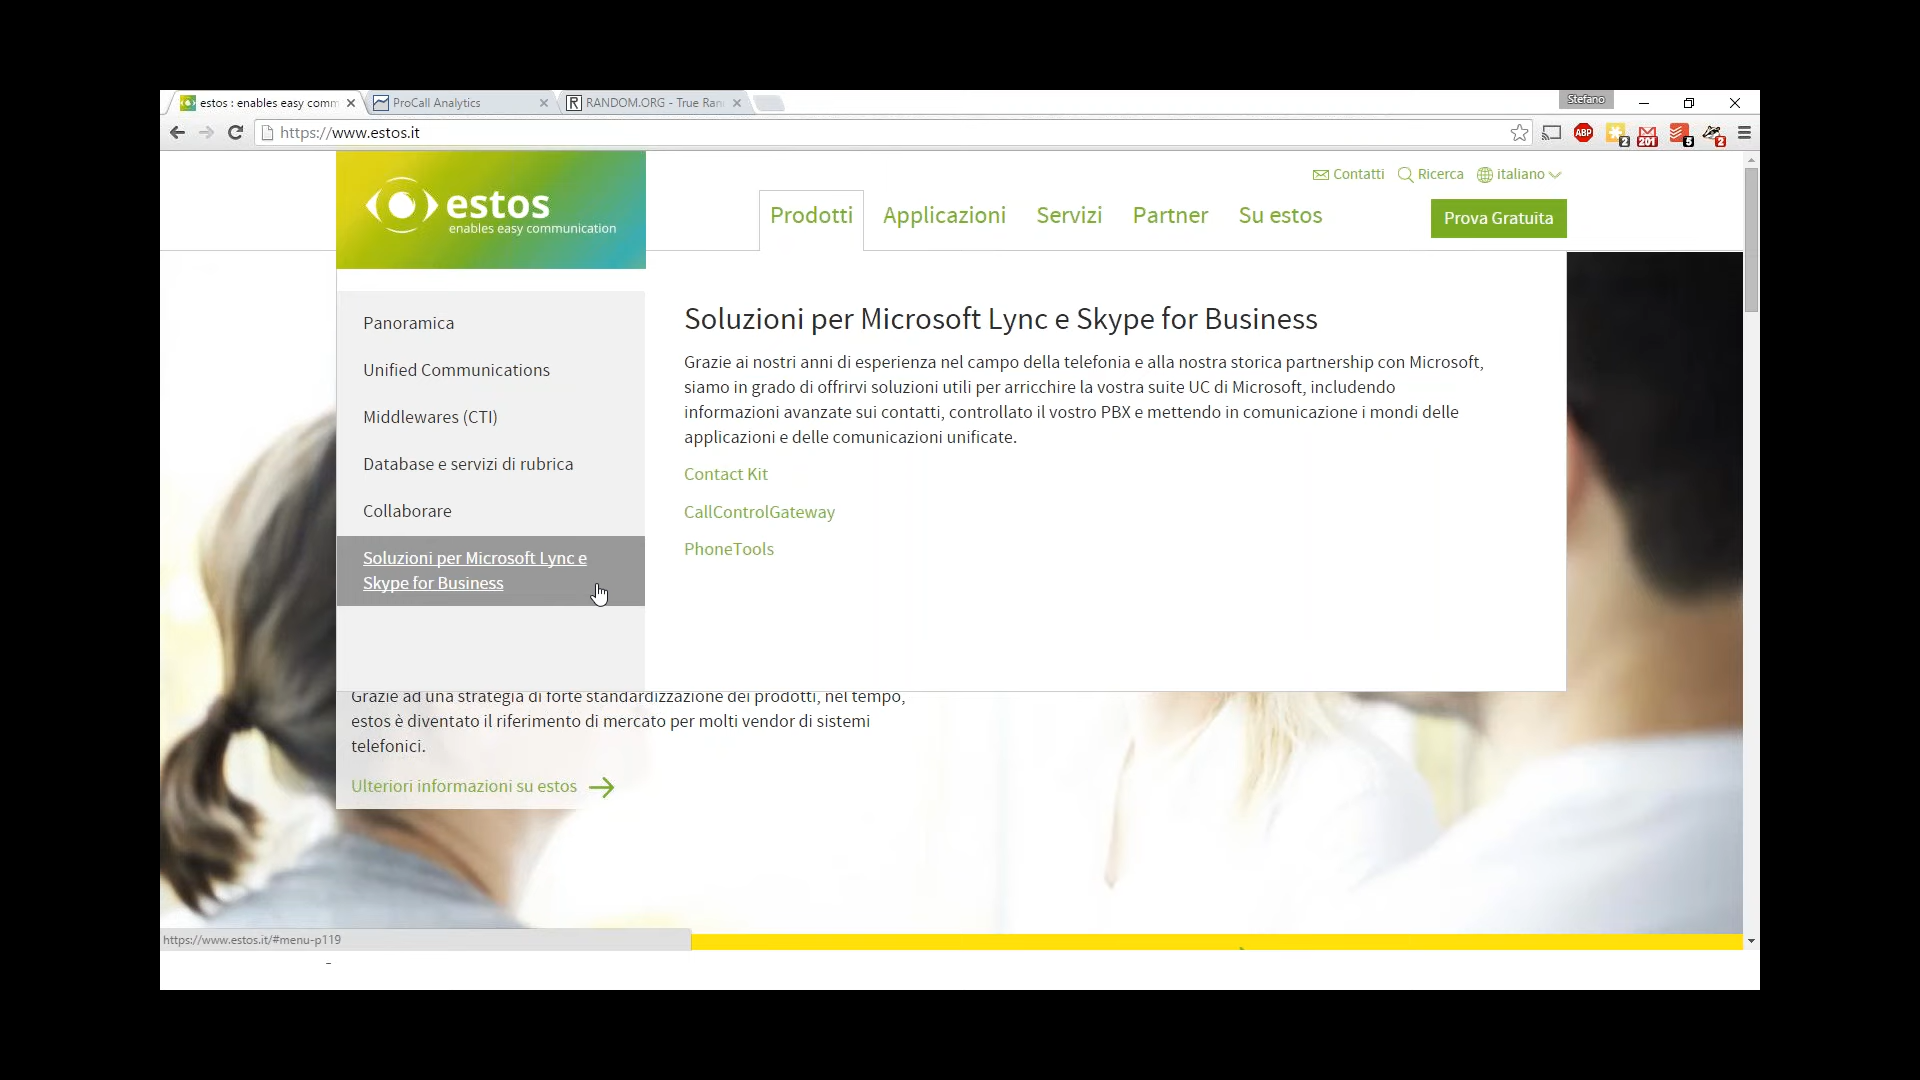 estos : enables easy comm
ProCall Analytics
RANDOM.ORG - True Ran
Stefano
https://www.estos.it
ABP
2
201
5
2
estos
enables easy communication
Contatti
Ricerca
italiano
Prodotti
Applicazioni
Servizi
Partner
Su estos
Prova Gratuita
Panoramica
Unified Communications
Middlewares (CTI)
Database e servizi di rubrica
Collaborare
Soluzioni per Microsoft Lync e
Skype for Business
Soluzioni per Microsoft Lync e Skype for Business
Grazie ai nostri anni di esperienza nel campo della telefonia e alla nostra storica partnership con Microsoft,
siamo in grado di offrirvi soluzioni utili per arricchire la vostra suite UC di Microsoft, includendo
informazioni avanzate sui contatti, controllato il vostro PBX e mettendo in comunicazione i mondi delle
applicazioni e delle comunicazioni unificate.
Contact Kit
CallControlGateway
PhoneTools
Grazie ad una strategia di forte standardizzazione dei prodotti, nel tempo,
estos è diventato il riferimento di mercato per molti vendor di sistemi
telefonici.
Ulteriori informazioni su estos
https://www.estos.it/#menu-p119